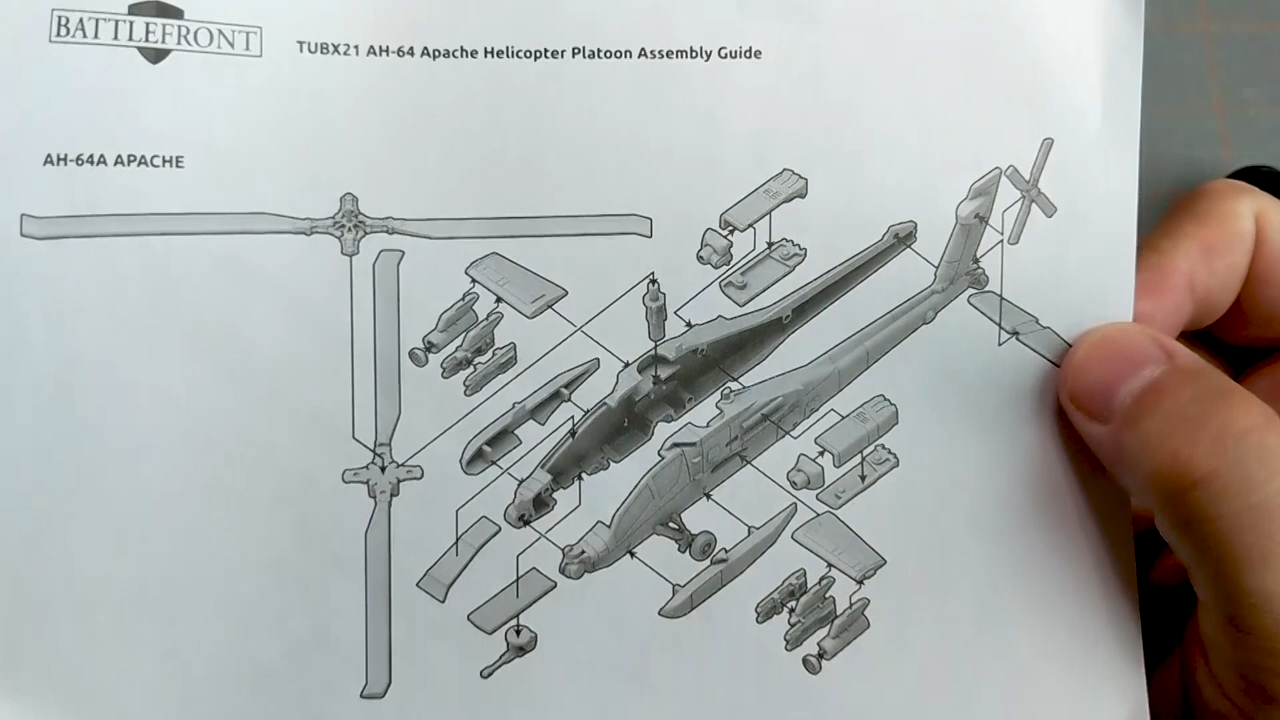 BATTLEFRONT
TUBX21 AH-64 Apache Helicopter Platoon Assembly Guide
AH-64A APACHE